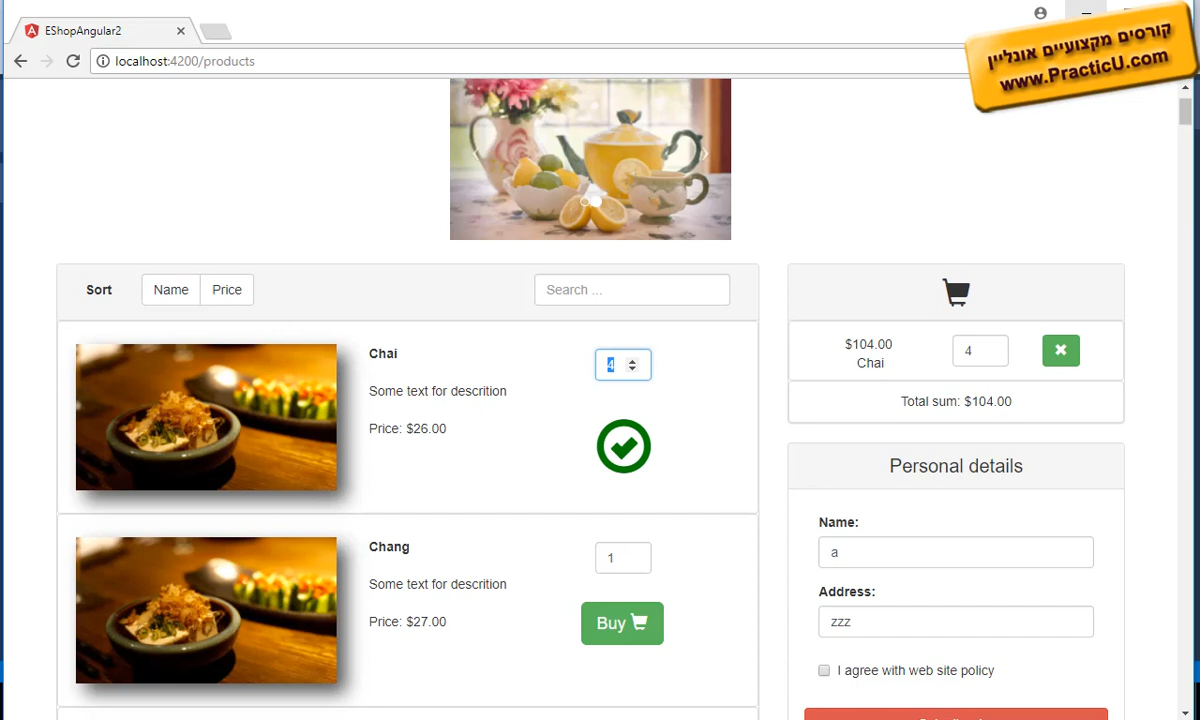 EShopAngular2
localhost:4200/products
קורסים מקצועיים אונליין
www.PracticU.com
Sort Name Price Search ...
Chai
4
Some text for descrition
Price: $26.00
Chang
1
Some text for descrition
Price: $27.00
Buy
$104.00
Chai
4
Total sum: $104.00
Personal details
Name:
a
Address:
zzz
I agree with web site policy